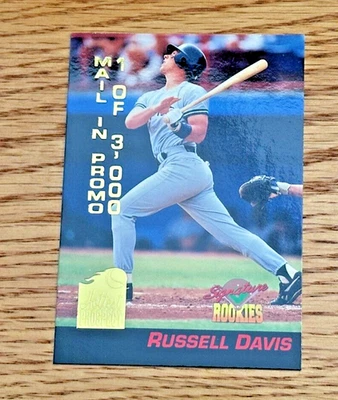 MAIL IN PROMO
1 OF 3,000
Signature
ROOKIES
RUSSELL DAVIS